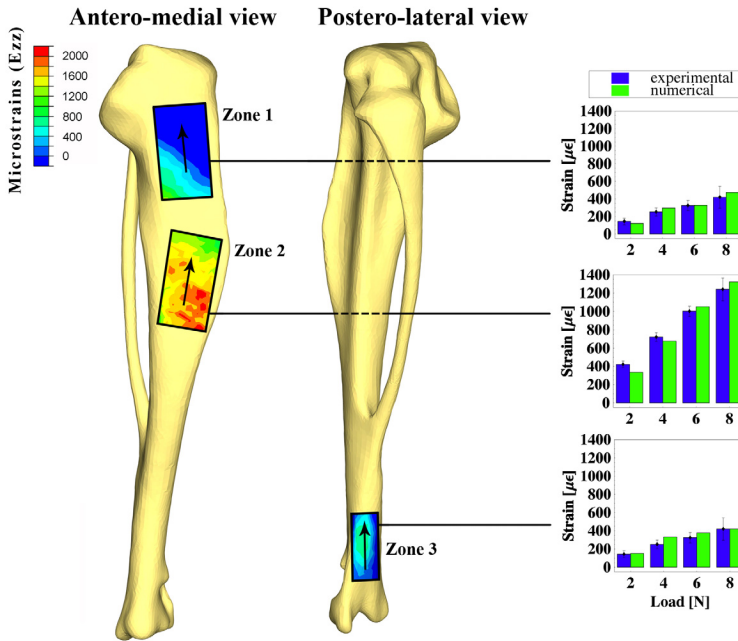 Antero-medial view
Postero-lateral view
Microstrains (Ezz)
2000
1600
1200
800
400
0
Zone 1
Zone 2
Zone 3
experimental
numerical
Strain [με]
1400
1200
1000
800
600
400
200
0
2 4 6 8
Strain [με]
1400
1200
1000
800
600
400
200
0
2 4 6 8
Strain [με]
1400
1200
1000
800
600
400
200
0
2 4 6 8
Load [N]